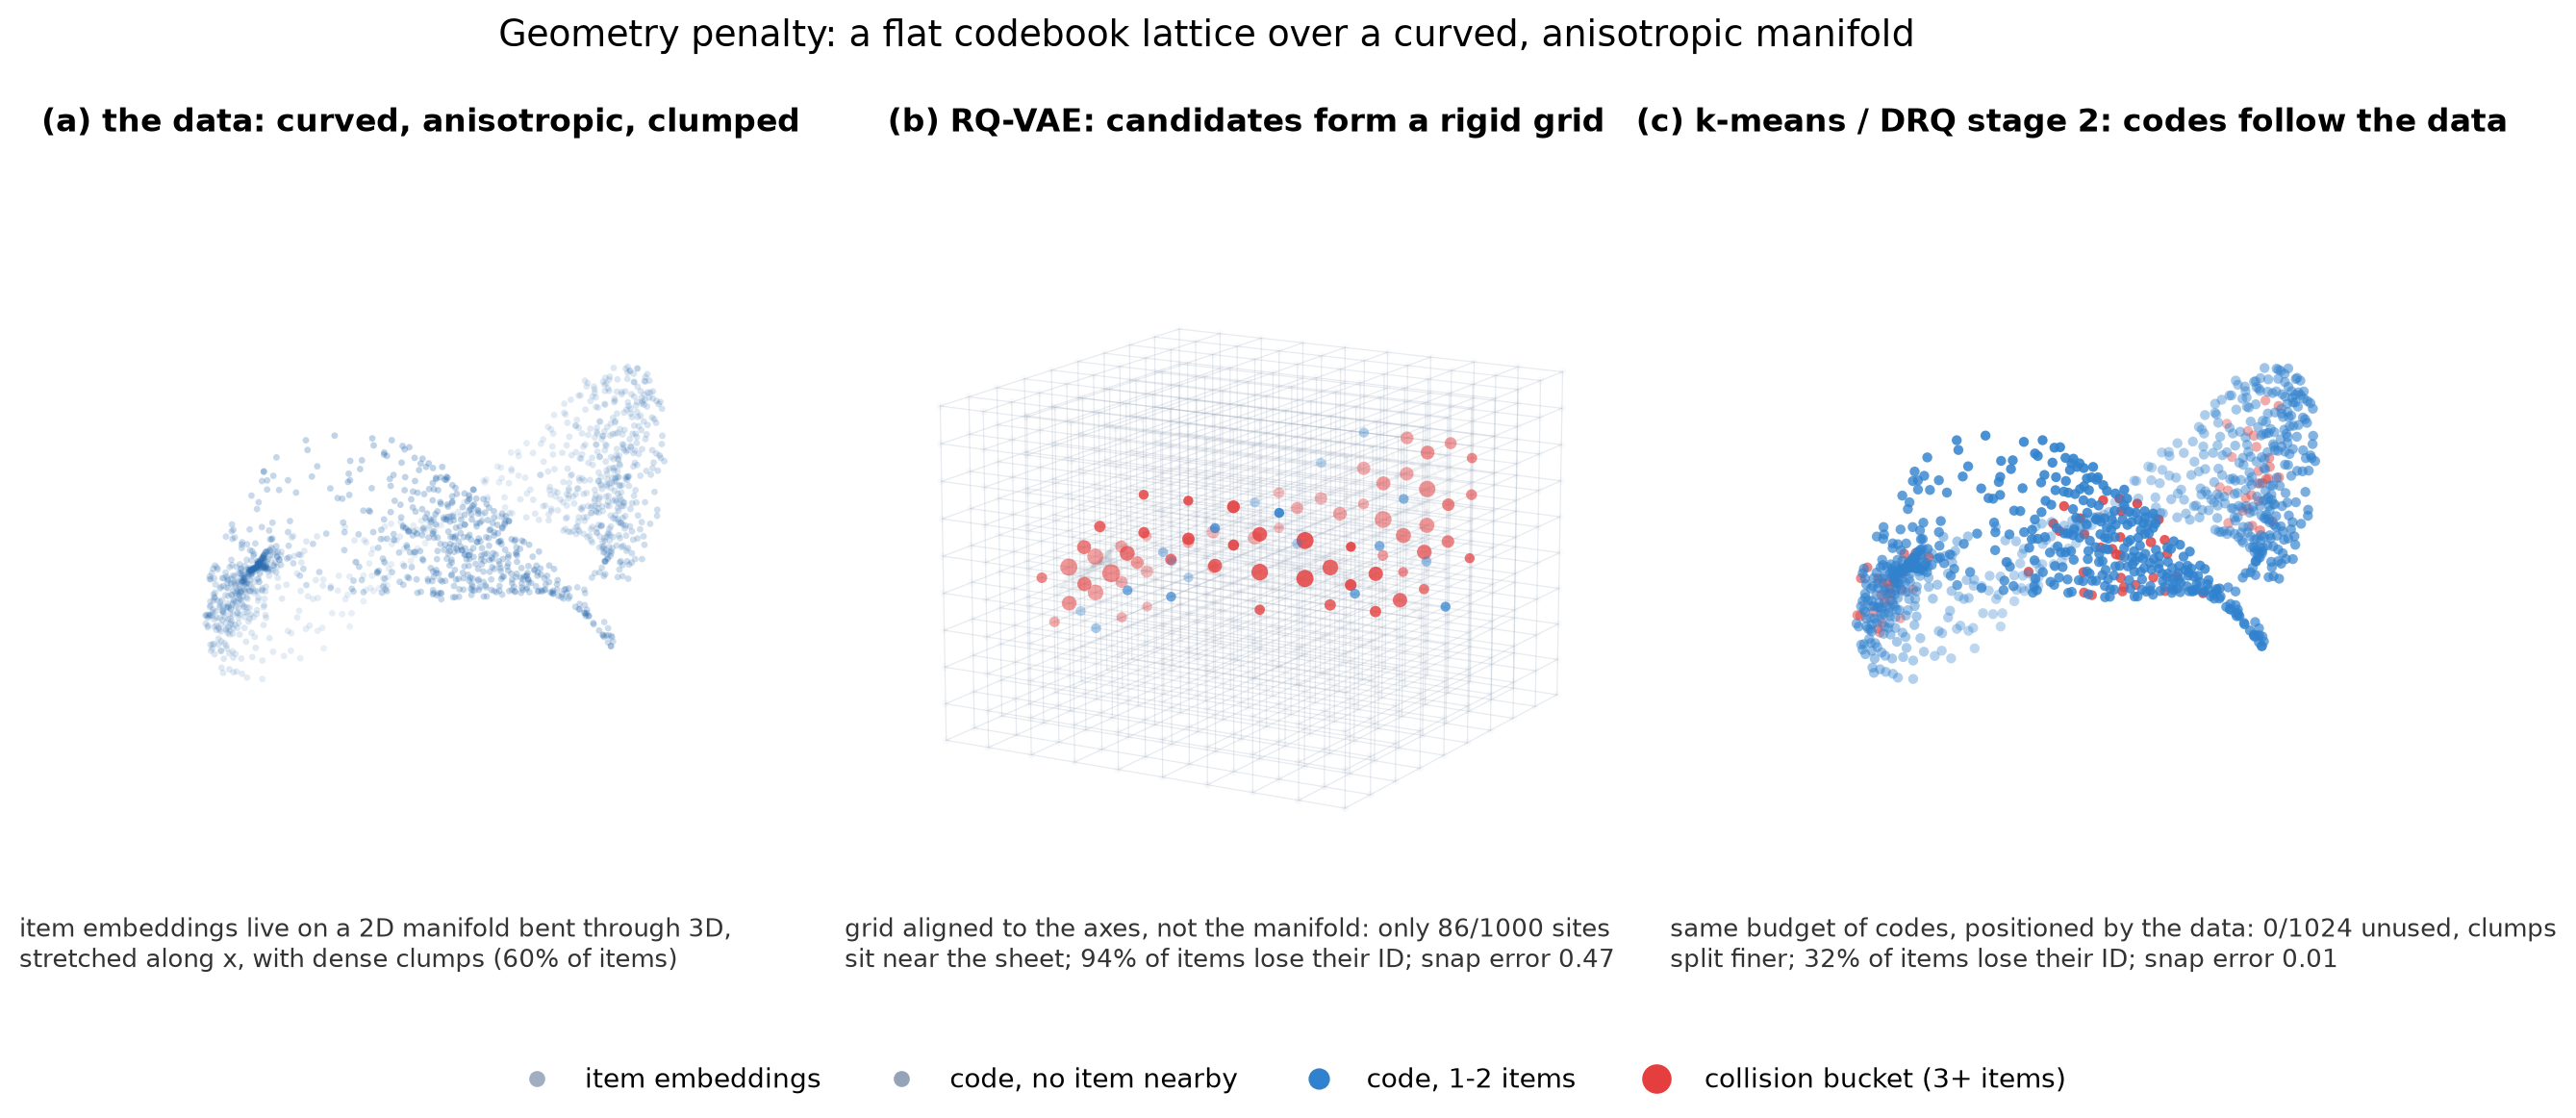 Geometry penalty: a flat codebook lattice over a curved, anisotropic manifold
(a) the data: curved, anisotropic, clumped
(b) RQ-VAE: candidates form a rigid grid
(c) k-means / DRQ stage 2: codes follow the data
item embeddings live on a 2D manifold bent through 3D,
stretched along x, with dense clumps (60% of items)
grid aligned to the axes, not the manifold: only 86/1000 sites
sit near the sheet; 94% of items lose their ID; snap error 0.47
same budget of codes, positioned by the data: 0/1024 unused, clumps
split finer; 32% of items lose their ID; snap error 0.01
item embeddings
code, no item nearby
code, 1-2 items
collision bucket (3+ items)